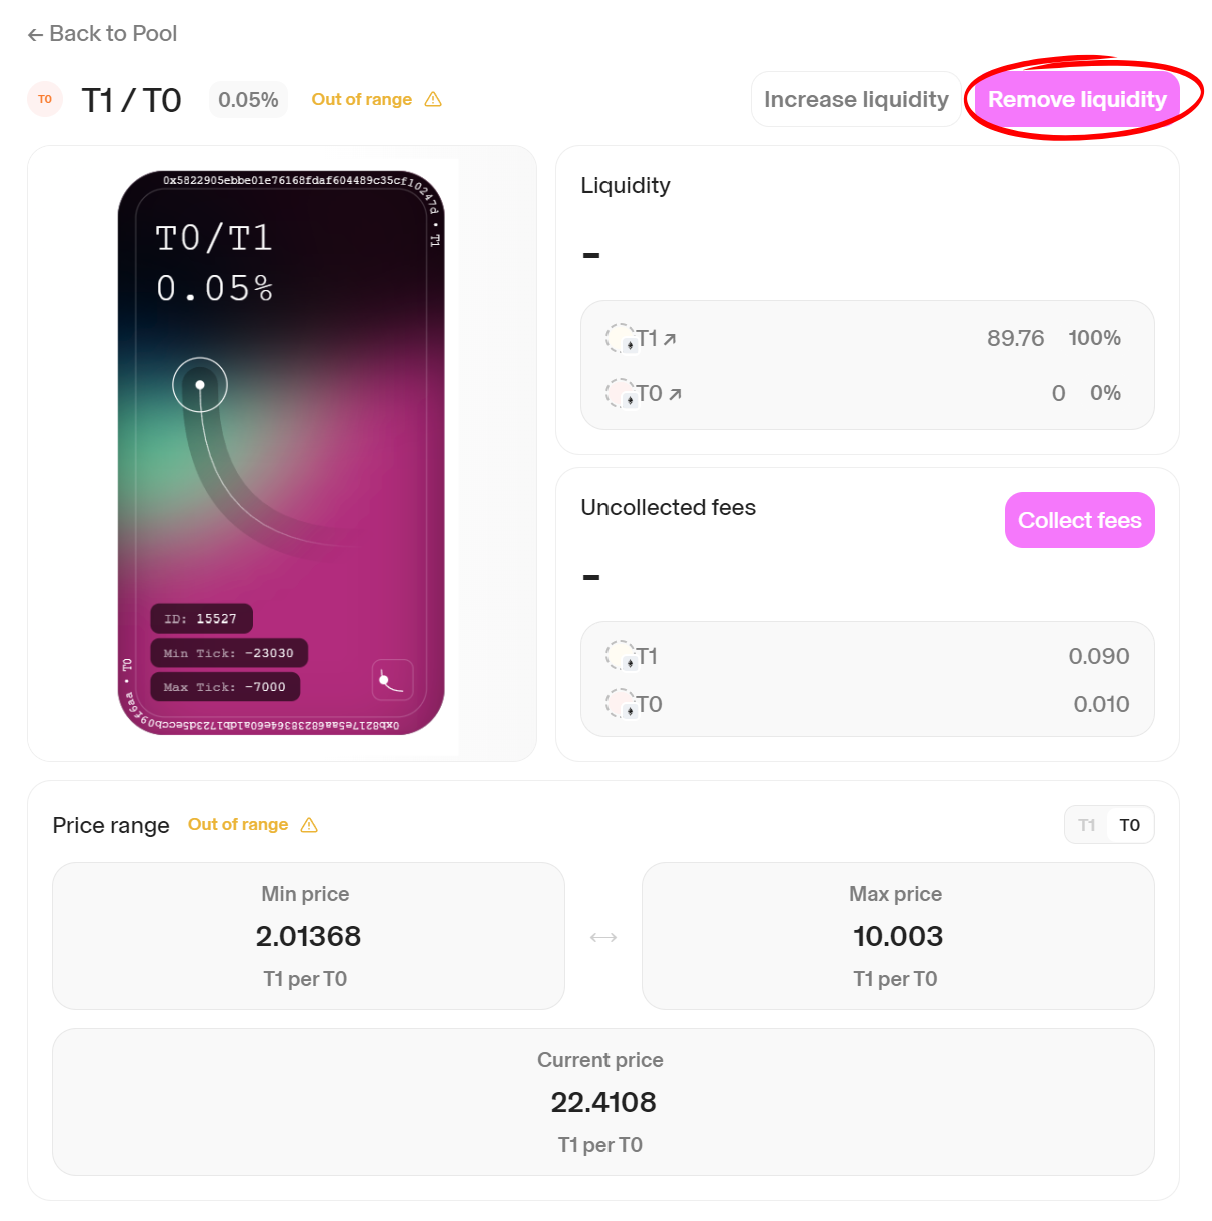 ← Back to Pool
T0 T1 / T0 0.05% Out of range
Increase liquidity
Remove liquidity
0x5822905ebbe01e76168fdaf604489c35cf10247d • T1
T0/T1
0.05%
ID: 15527
Min Tick: -23030
Max Tick: -7000
Liquidity
-
T1 ↗ 89.76 100%
T0 ↗ 0 0%
Uncollected fees
Collect fees
-
T1 0.090
T0 0.010
Price range Out of range
T1 T0
Min price
2.01368
T1 per T0
↔
Max price
10.003
T1 per T0
Current price
22.4108
T1 per T0